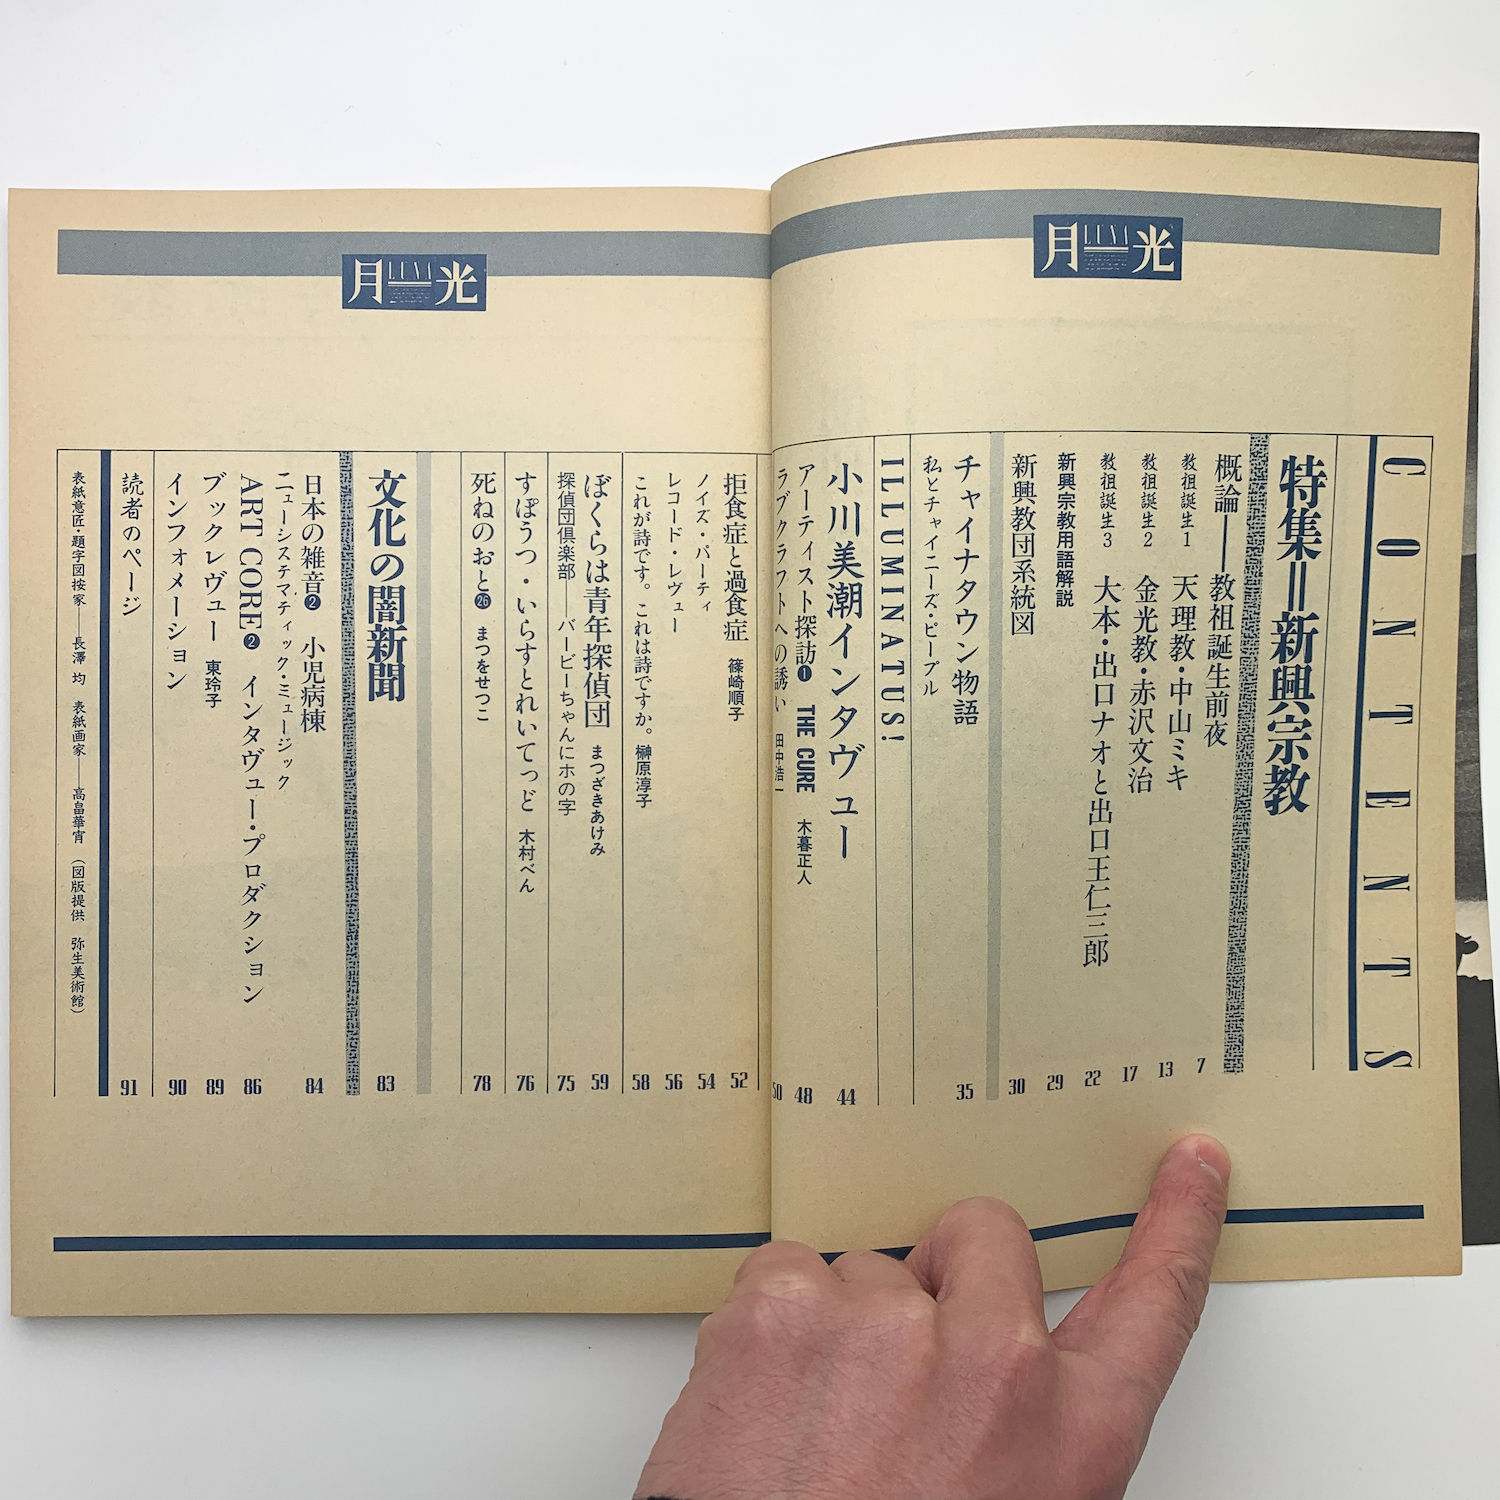 月LUNA光
CONTENTS
特集＝新興宗教
概論——教祖誕生前夜 7
教祖誕生1 天理教・中山ミキ 13
教祖誕生2 金光教・赤沢文治 17
教祖誕生3 大本・出口ナオと出口王仁三郎 22
新興宗教用語解説 29
新興教団系統図 30
チャイナタウン物語 35
私とチャイニーズ・ピープル
ILLUMINATUS!
小川美潮インタヴュー 44
アーティスト探訪❶ THE CURE 木暮正人 48
ラブクラフトへの誘い 田中浩一 50
月LUNA光
拒食症と過食症 篠崎順子 52
ノイズ・パーティ 54
レコード・レヴュー 56
これが詩です。これは詩ですか。 榊原淳子 58
ぼくらは青年探偵団 まつざきあけみ 59
探偵団倶楽部——バービーちゃんにホの字 75
すぽうつ・いらすとれいてっど 木村べん 76
死ねのおと㉖ まつをせつこ 78
文化の闇新聞 83
日本の雑音❷ 小児病棟 84
ニューシステマティック・ミュージック
ART CORE❷ インタヴュー・プロダクション 86
ブックレヴュー 東玲子 89
インフォメーション 90
読者のページ 91
表紙意匠・題字図按家——長澤 均 表紙画家——高畠華宵 （図版提供 弥生美術館）